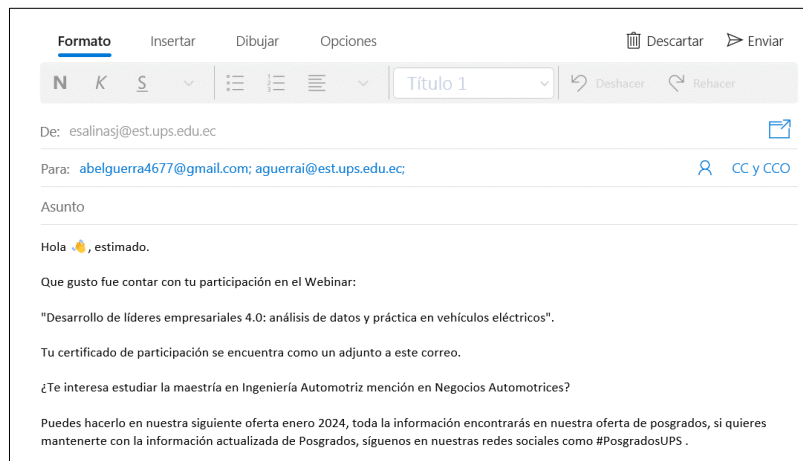 Formato Insertar Dibujar Opciones Descartar Enviar
N K S Título 1 Deshacer Rehacer
De: esalinasj@est.ups.edu.ec
Para: abelguerra4677@gmail.com; aguerrai@est.ups.edu.ec; CC y CCO
Asunto
Hola 👋, estimado.
Que gusto fue contar con tu participación en el Webinar:
"Desarrollo de líderes empresariales 4.0: análisis de datos y práctica en vehículos eléctricos".
Tu certificado de participación se encuentra como un adjunto a este correo.
¿Te interesa estudiar la maestría en Ingeniería Automotriz mención en Negocios Automotrices?
Puedes hacerlo en nuestra siguiente oferta enero 2024, toda la información encontrarás en nuestra oferta de posgrados, si quieres
mantenerte con la información actualizada de Posgrados, síguenos en nuestras redes sociales como #PosgradosUPS .